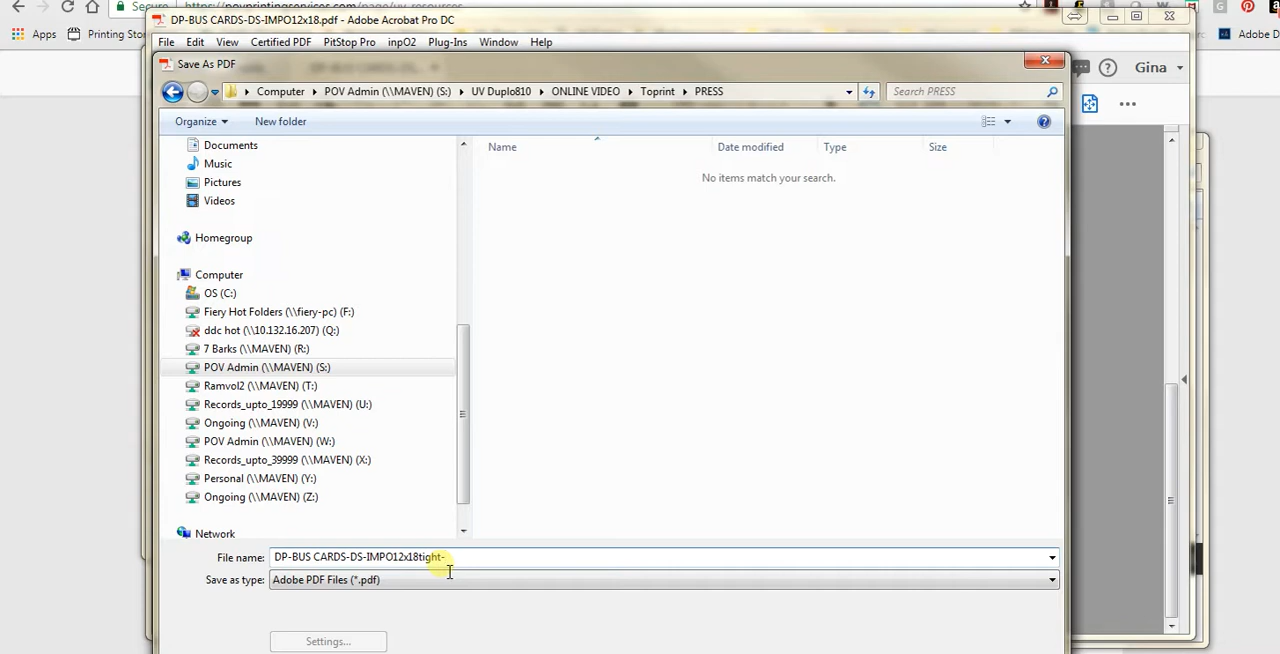 Secure
DP-BUS CARDS-DS-IMPO12x18.pdf - Adobe Acrobat Pro DC
Apps Printing Sto Adobe D
File Edit View Certified PDF PitStop Pro inpO2 Plug-Ins Window Help
Save As PDF
Gina
Computer POV Admin (\\MAVEN) (S:) UV Duplo810 ONLINE VIDEO Toprint PRESS Search PRESS
Organize New folder
Name Date modified Type Size
No items match your search.
Documents
Music
Pictures
Videos
Homegroup
Computer
OS (C:)
Fiery Hot Folders (\\fiery-pc) (F:)
ddc hot (\\10.132.16.207) (Q:)
7 Barks (\\MAVEN) (R:)
POV Admin (\\MAVEN) (S:)
Ramvol2 (\\MAVEN) (T:)
Records_upto_19999 (\\MAVEN) (U:)
Ongoing (\\MAVEN) (V:)
POV Admin (\\MAVEN) (W:)
Records_upto_39999 (\\MAVEN) (X:)
Personal (\\MAVEN) (Y:)
Ongoing (\\MAVEN) (Z:)
Network
File name: DP-BUS CARDS-DS-IMPO12x18tight-
Save as type: Adobe PDF Files (*.pdf)
Settings...